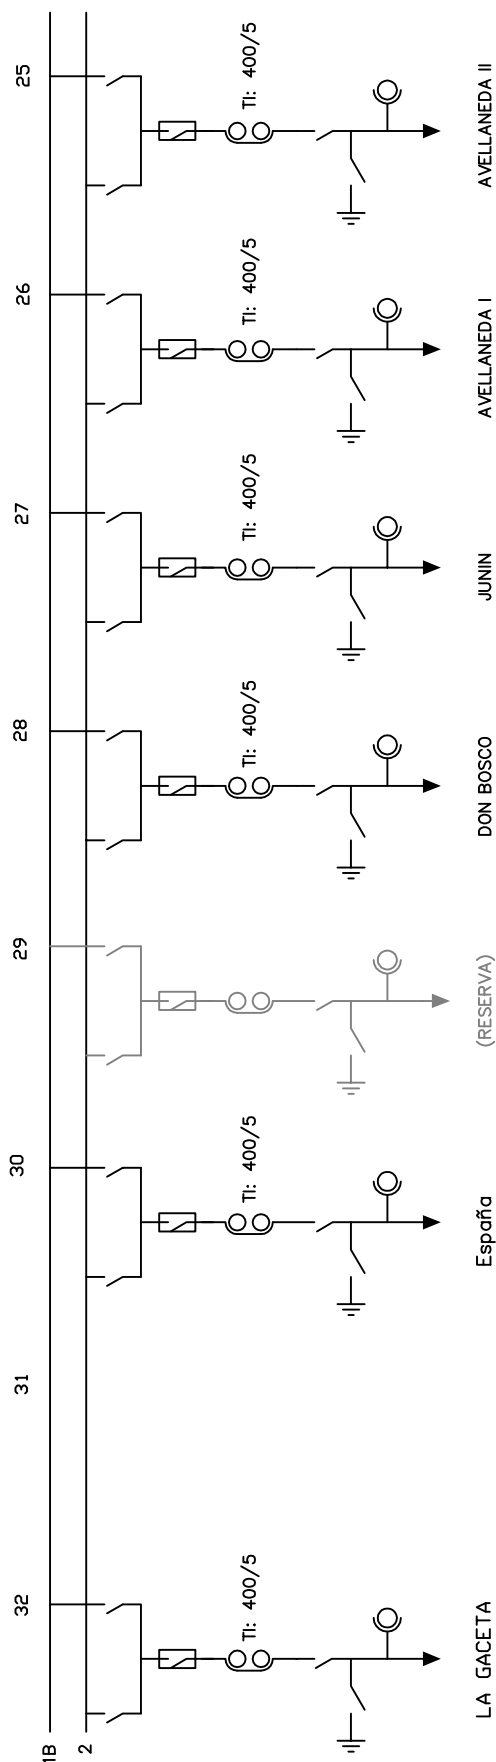 32 31 30 29 28 27 26 25
1B
2
TI: 400/5 TI: 400/5 TI: 400/5 TI: 400/5 TI: 400/5 TI: 400/5
LA GACETA España (RESERVA) DON BOSCO JUNIN AVELLANEDA I AVELLANEDA II